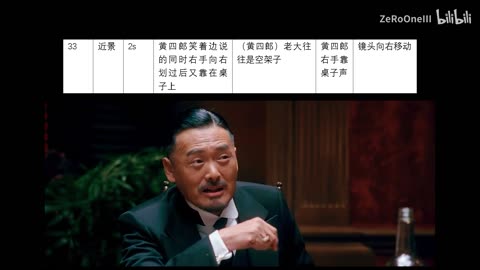 ZeRoOneIII bilibili
33 近景 2s 黄四郎笑着边说 （黄四郎）老大往 黄四郎 镜头向右移动
的同时右手向右 往是空架子 右手靠
划过后又靠在桌 桌子声
子上